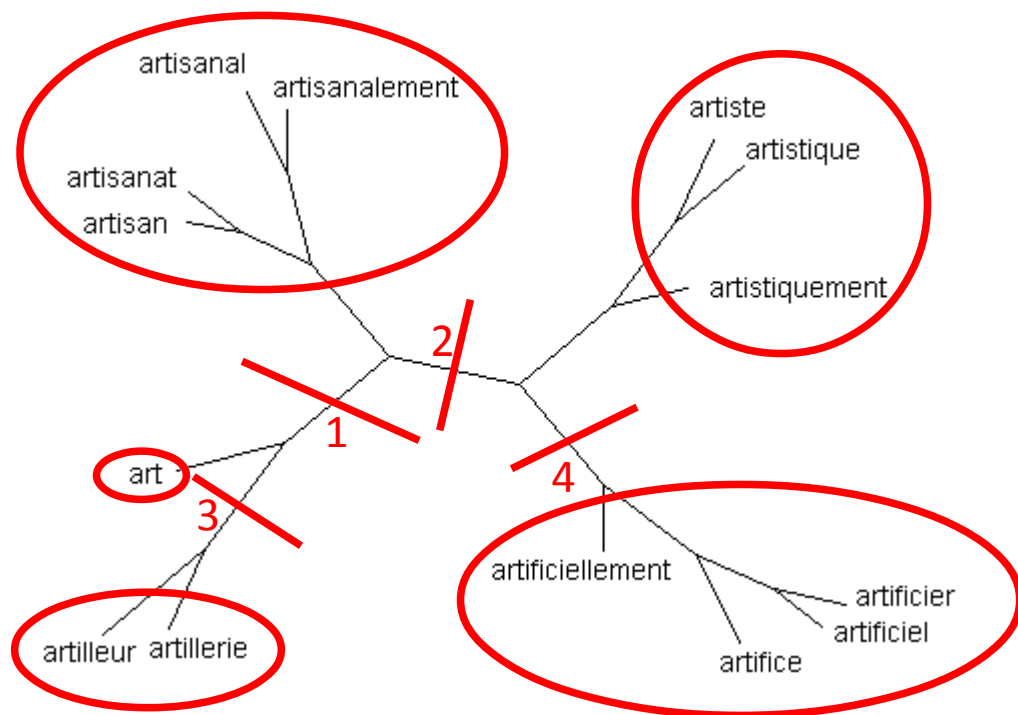 artisanal
artisanalement
artisanat
artisan
artiste
artistique
artistiquement
2
1
art
3
4
artificiellement
artilleur
artillerie
artificier
artificiel
artifice